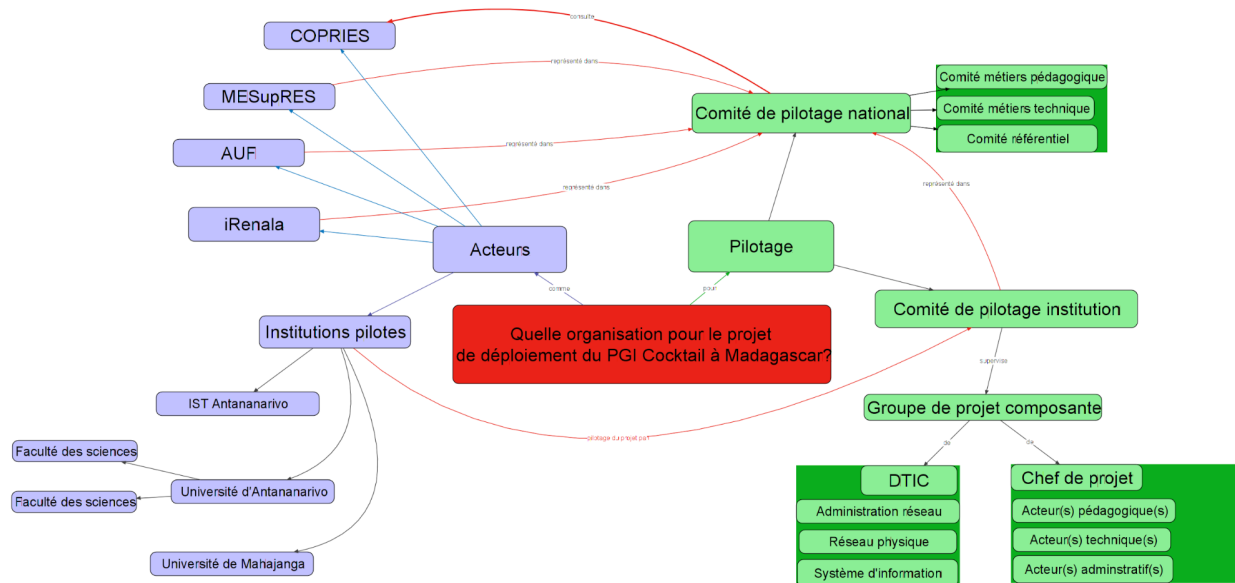 consulte
COPRIES
représenté dans
MESupRES
Comité de pilotage national
Comité métiers pédagogique
Comité métiers technique
Comité référentiel
AUF
représenté dans
représenté dans
représenté dans
iRenala
Acteurs
Pilotage
comme
pour
Comité de pilotage institution
Institutions pilotes
Quelle organisation pour le projet
de déploiement du PGI Cocktail à Madagascar?
supervise
IST Antananarivo
Groupe de projet composante
pilotage du projet par
de
de
Faculté des sciences
Université d'Antananarivo
Faculté des sciences
Université de Mahajanga
DTIC
Administration réseau
Réseau physique
Système d'information
Chef de projet
Acteur(s) pédagogique(s)
Acteur(s) technique(s)
Acteur(s) adminstratif(s)